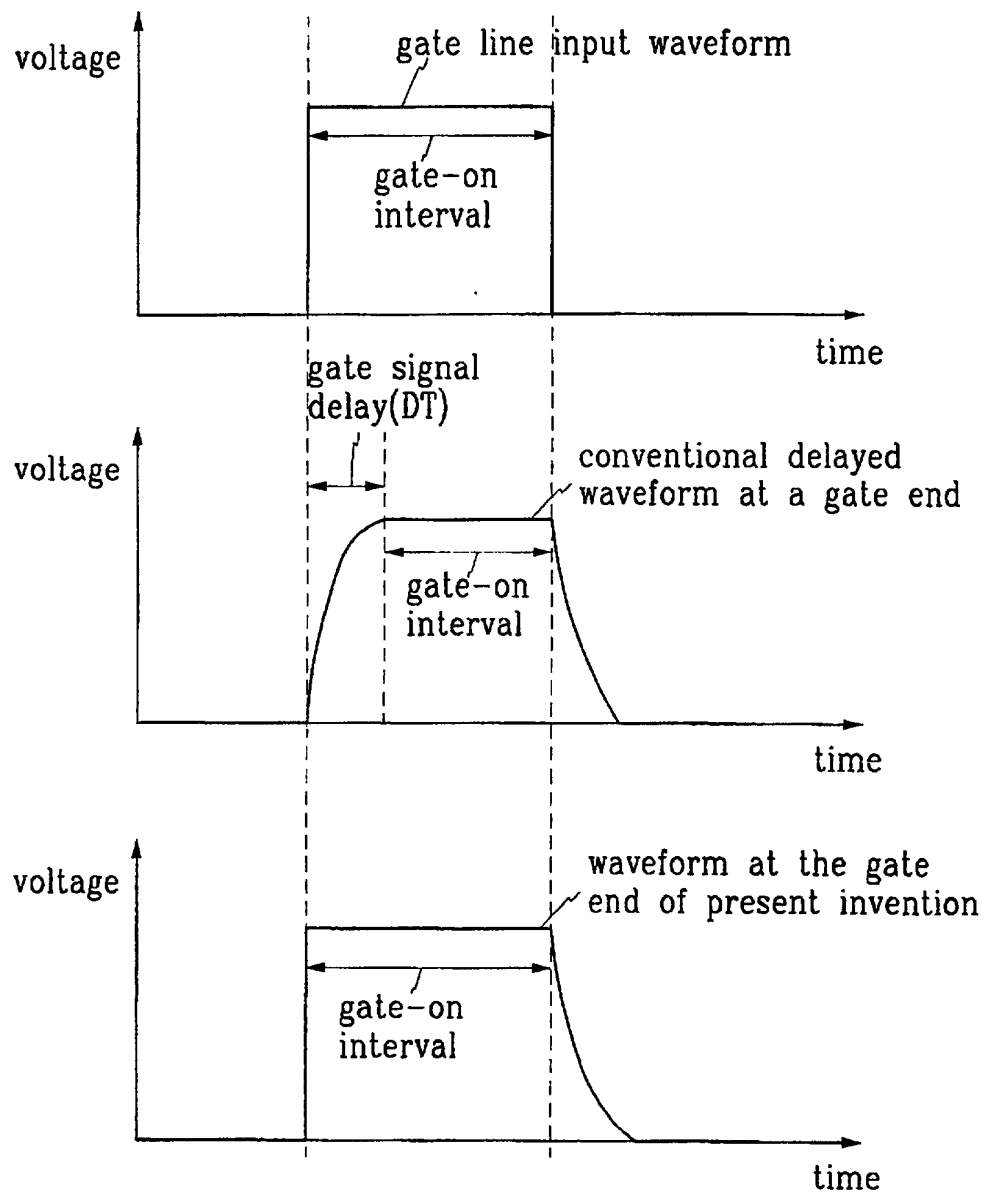 voltage
gate line input waveform
gate-on
interval
time
gate signal
delay(DT)
voltage
conventional delayed
waveform at a gate end
gate-on
interval
time
voltage
waveform at the gate
end of present invention
gate-on
interval
time